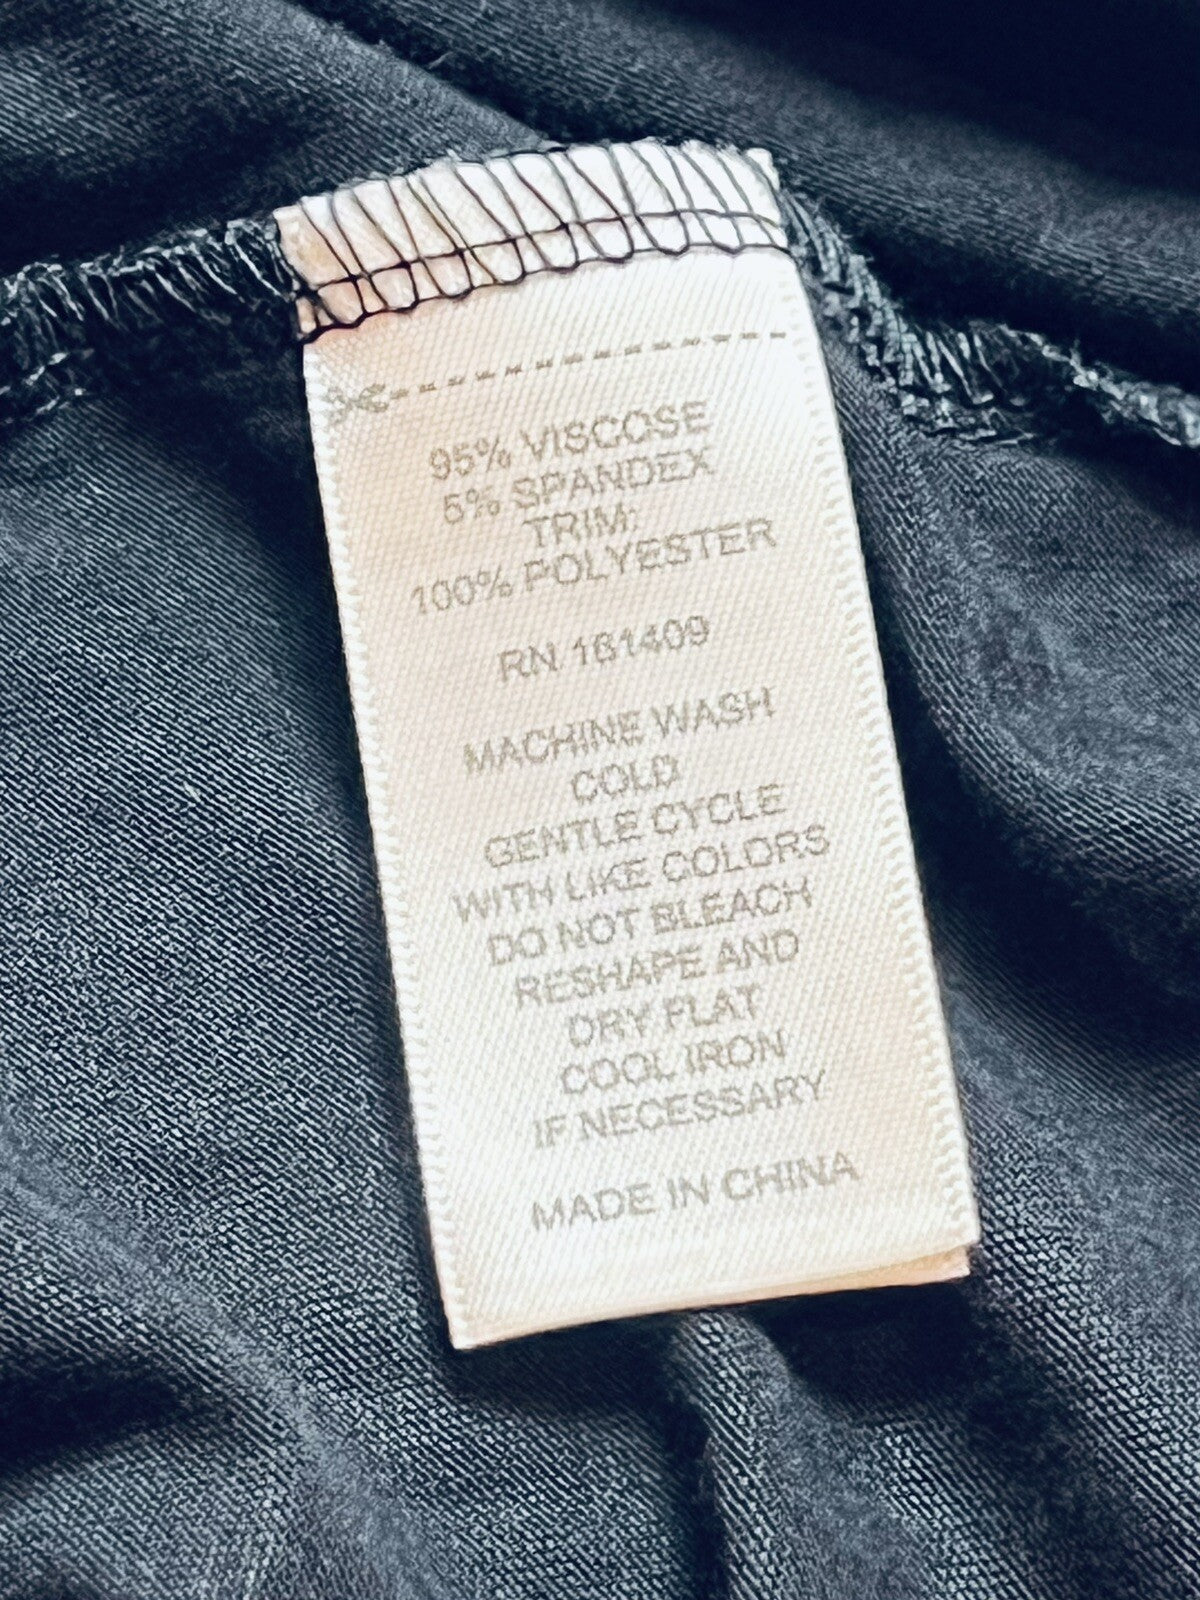 95% VISCOSE
5% SPANDEX
TRIM:
100% POLYESTER
RN 161409
MACHINE WASH
COLD
GENTLE CYCLE
WITH LIKE COLORS
DO NOT BLEACH
RESHAPE AND
DRY FLAT
COOL IRON
IF NECESSARY
MADE IN CHINA